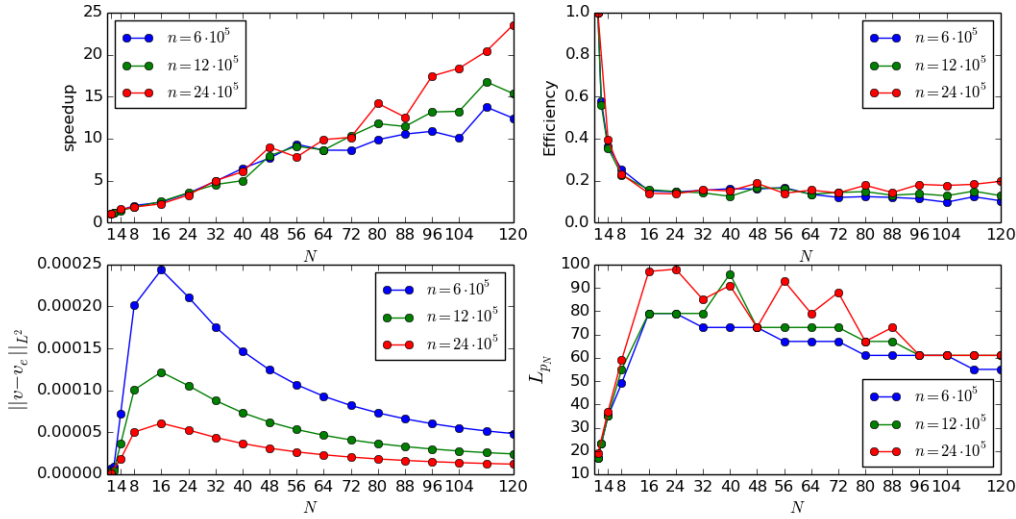 25
20
15
10
5
0
speedup
n = 6 · 10^5
n = 12 · 10^5
n = 24 · 10^5
1 4 8 16 24 32 40 48 56 64 72 80 88 96 104 120
N
1.0
0.8
0.6
0.4
0.2
0.0
Efficiency
n = 6 · 10^5
n = 12 · 10^5
n = 24 · 10^5
1 4 8 16 24 32 40 48 56 64 72 80 88 96 104 120
N
0.00025
0.00020
0.00015
0.00010
0.00005
0.00000
||v − v_e||_{L^2}
n = 6 · 10^5
n = 12 · 10^5
n = 24 · 10^5
1 4 8 16 24 32 40 48 56 64 72 80 88 96 104 120
N
100
90
80
70
60
50
40
30
20
10
L_{p_N}
n = 6 · 10^5
n = 12 · 10^5
n = 24 · 10^5
1 4 8 16 24 32 40 48 56 64 72 80 88 96 104 120
N